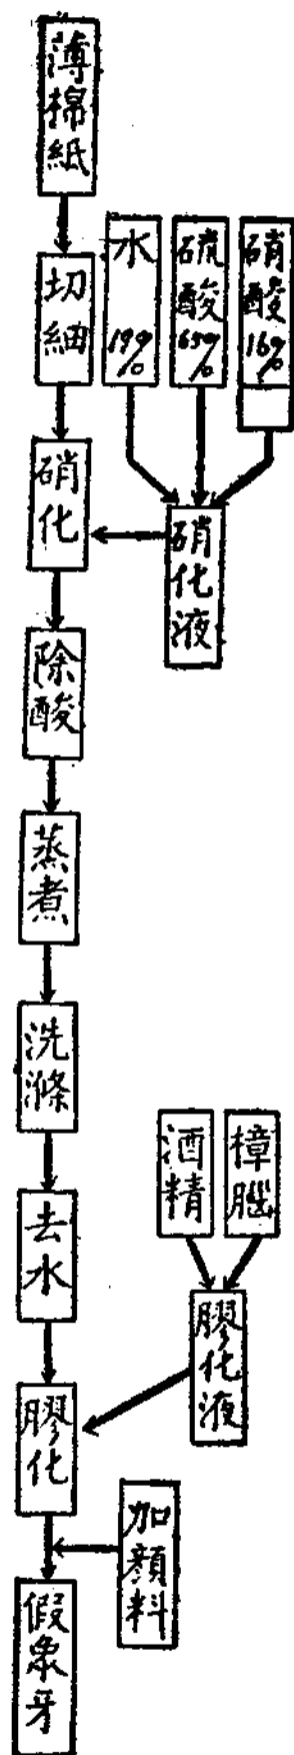 薄棉紙
切細
水 19%
硫酸 65%
硝酸 16%
硝化
硝化液
除酸
蒸煮
洗滌
去水
酒精
樟腦
膠化液
膠化
加顏料
假象牙